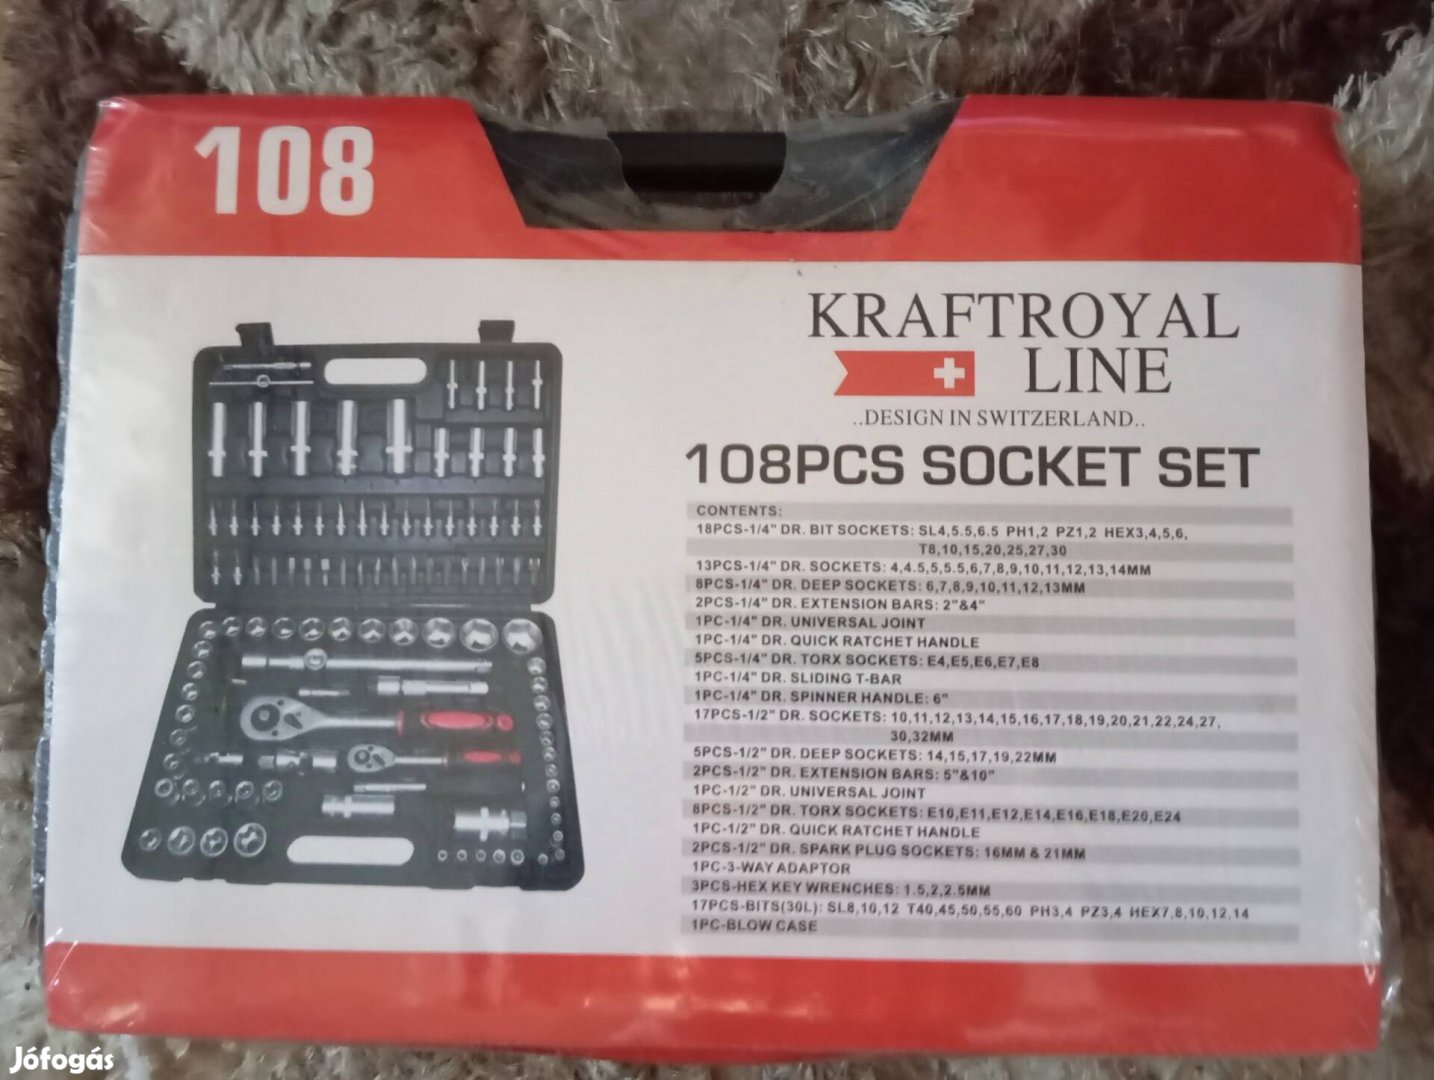 108
KRAFTROYAL
LINE
..DESIGN IN SWITZERLAND..
108PCS SOCKET SET
CONTENTS:
18PCS-1/4" DR. BIT SOCKETS: SL4,5.5,6.5 PH1,2 PZ1,2 HEX3,4,5,6,
T8,10,15,20,25,27,30
13PCS-1/4" DR. SOCKETS: 4,4.5,5,5.5,6,7,8,9,10,11,12,13,14MM
8PCS-1/4" DR. DEEP SOCKETS: 6,7,8,9,10,11,12,13MM
2PCS-1/4" DR. EXTENSION BARS: 2"&4"
1PC-1/4" DR. UNIVERSAL JOINT
1PC-1/4" DR. QUICK RATCHET HANDLE
5PCS-1/4" DR. TORX SOCKETS: E4,E5,E6,E7,E8
1PC-1/4" DR. SLIDING T-BAR
1PC-1/4" DR. SPINNER HANDLE: 6"
17PCS-1/2" DR. SOCKETS: 10,11,12,13,14,15,16,17,18,19,20,21,22,24,27,
30,32MM
5PCS-1/2" DR. DEEP SOCKETS: 14,15,17,19,22MM
2PCS-1/2" DR. EXTENSION BARS: 5"&10"
1PC-1/2" DR. UNIVERSAL JOINT
8PCS-1/2" DR. TORX SOCKETS: E10,E11,E12,E14,E16,E18,E20,E24
1PC-1/2" DR. QUICK RATCHET HANDLE
2PCS-1/2" DR. SPARK PLUG SOCKETS: 16MM & 21MM
1PC-3-WAY ADAPTOR
3PCS-HEX KEY WRENCHES: 1.5,2,2.5MM
17PCS-BITS(30L): SL8,10,12 T40,45,50,55,60 PH3,4 PZ3,4 HEX7,8,10,12,14
1PC-BLOW CASE
Jófogás